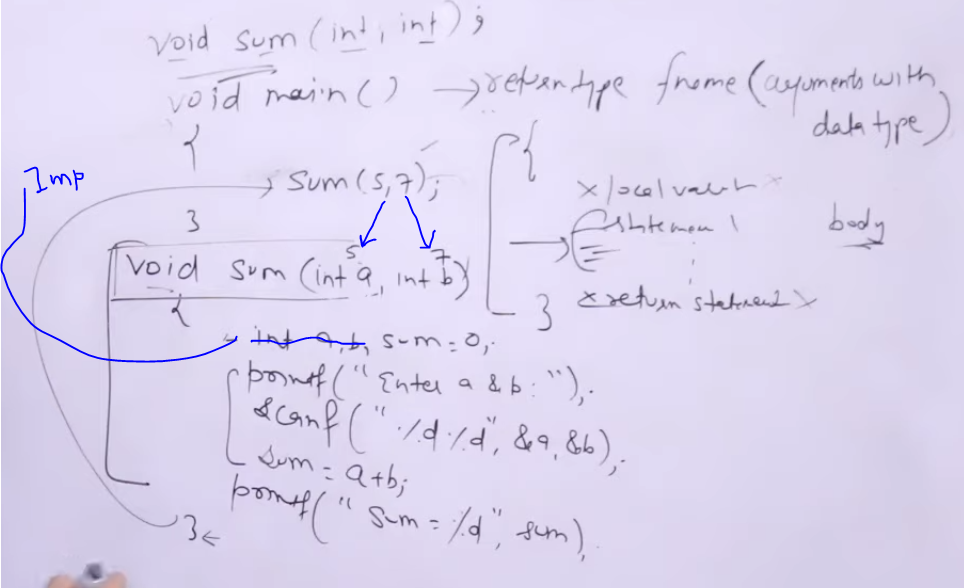 void sum (int, int);
void main() → return type fname (arguments with data type)
{
{
Imp
sum(5,7);
x local variable x
statement 1
body
}
5 7
void sum (int a, int b)
}
x return statement x
{
int a, b, sum = 0;
printf(" Enter a & b : ");
scanf(" %d %d", &a, &b);
sum = a+b;
printf(" Sum = %d", sum);
}